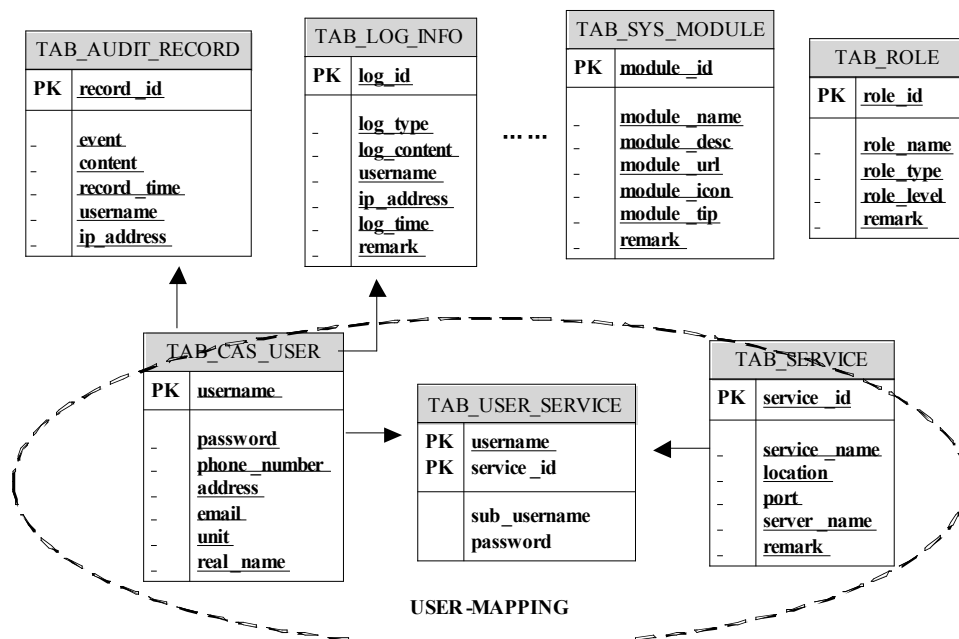 TAB_AUDIT_RECORD
PK record_id
_ event
_ content
_ record_time
_ username
_ ip_address
TAB_LOG_INFO
PK log_id
_ log_type
_ log_content
_ username
_ ip_address
_ log_time
_ remark
... ...
TAB_SYS_MODULE
PK module_id
_ module_name
_ module_desc
_ module_url
_ module_icon
_ module_tip
_ remark
TAB_ROLE
PK role_id
_ role_name
_ role_type
_ role_level
_ remark
TAB_CAS_USER
PK username
_ password
_ phone_number
_ address
_ email
_ unit
_ real_name
TAB_USER_SERVICE
PK username
PK service_id
sub_username
password
TAB_SERVICE
PK service_id
_ service_name
_ location
_ port
_ server_name
_ remark
USER-MAPPING